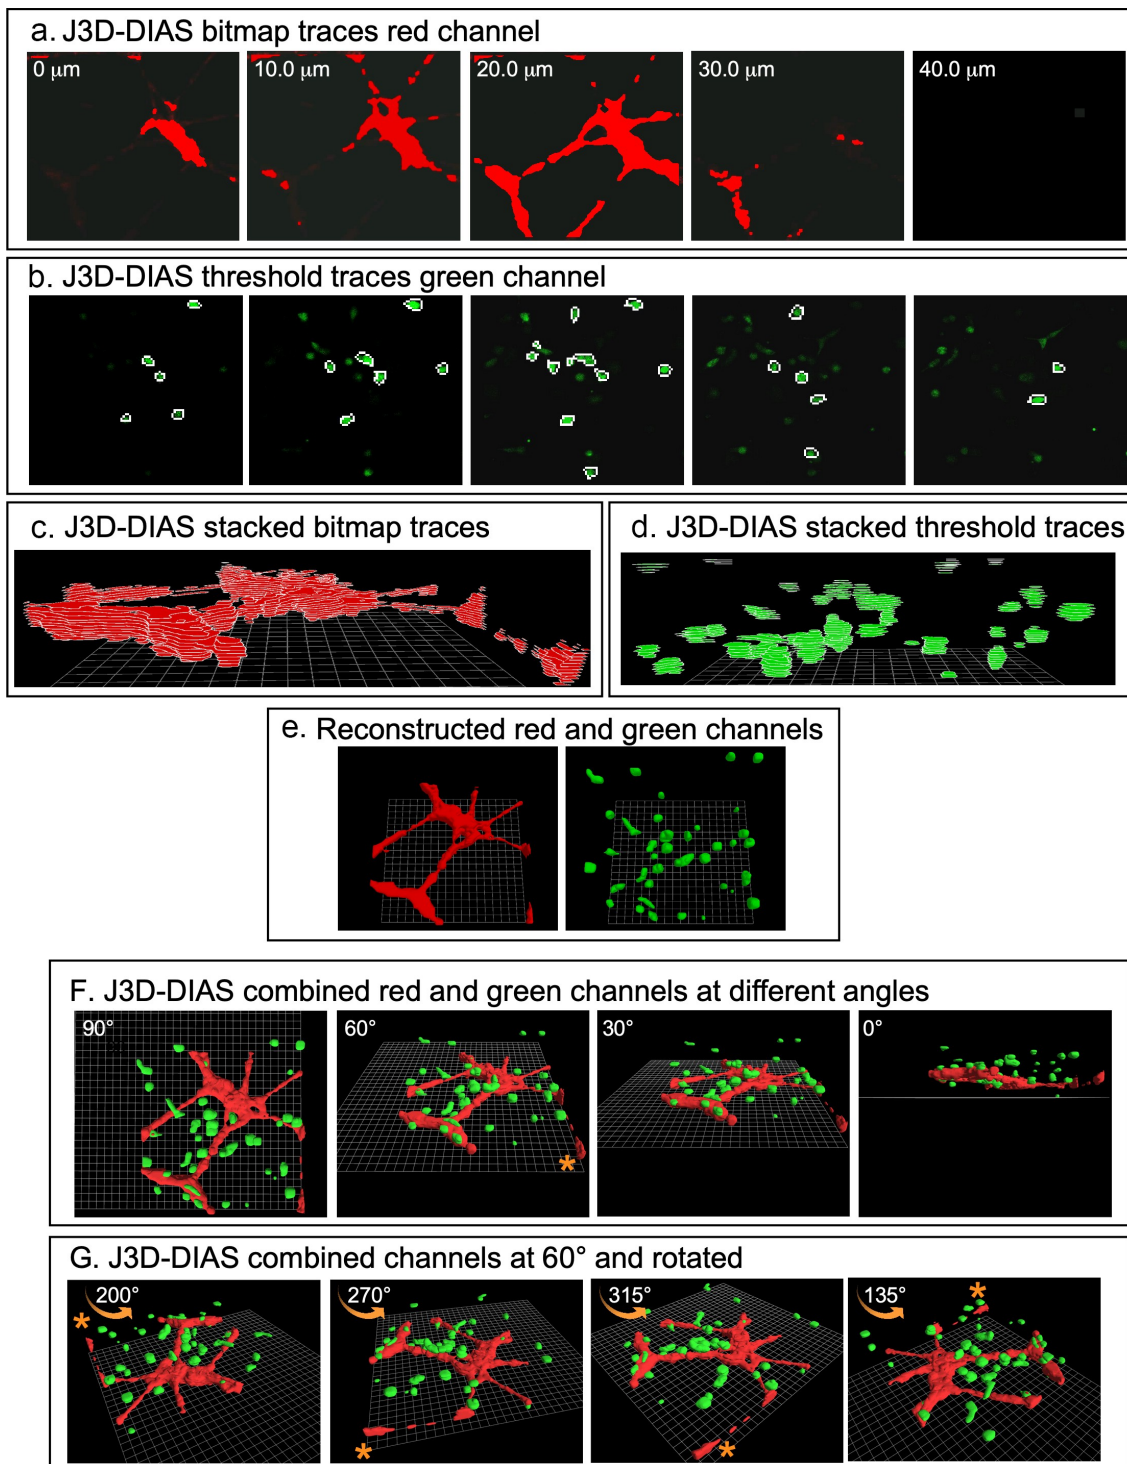 a. J3D-DIAS bitmap traces red channel
0 μm
10.0 μm
20.0 μm
30.0 μm
40.0 μm
b. J3D-DIAS threshold traces green channel
c. J3D-DIAS stacked bitmap traces
d. J3D-DIAS stacked threshold traces
e. Reconstructed red and green channels
F. J3D-DIAS combined red and green channels at different angles
90°
60°
30°
0°
*
G. J3D-DIAS combined channels at 60° and rotated
200°
270°
315°
135°
*
*
*
*